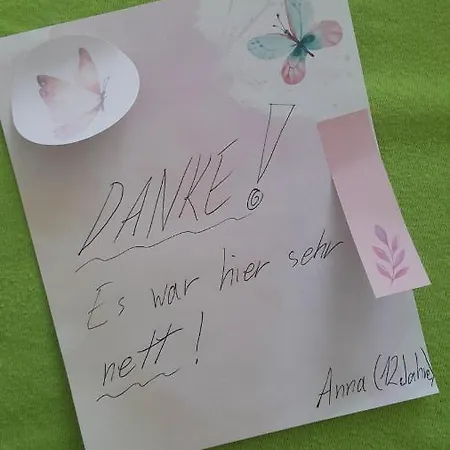 DANKE!
Es war hier sehr
nett!
Anna (12 Jahre)